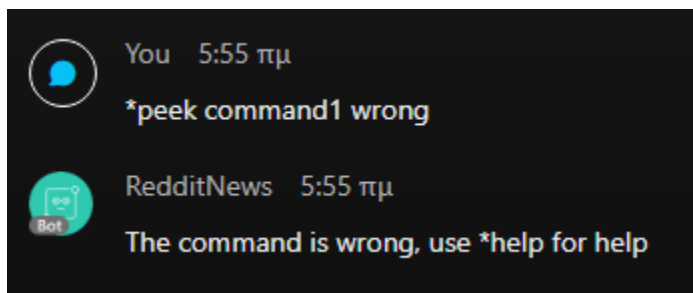 You 5:55 πμ
*peek command1 wrong
RedditNews 5:55 πμ
Bot
The command is wrong, use *help for help